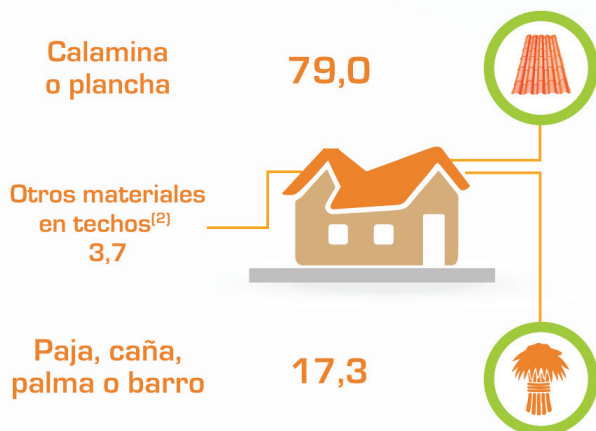 Calamina
o plancha
79,0
Otros materiales
en techos(2)
3,7
Paja, caña,
palma o barro
17,3